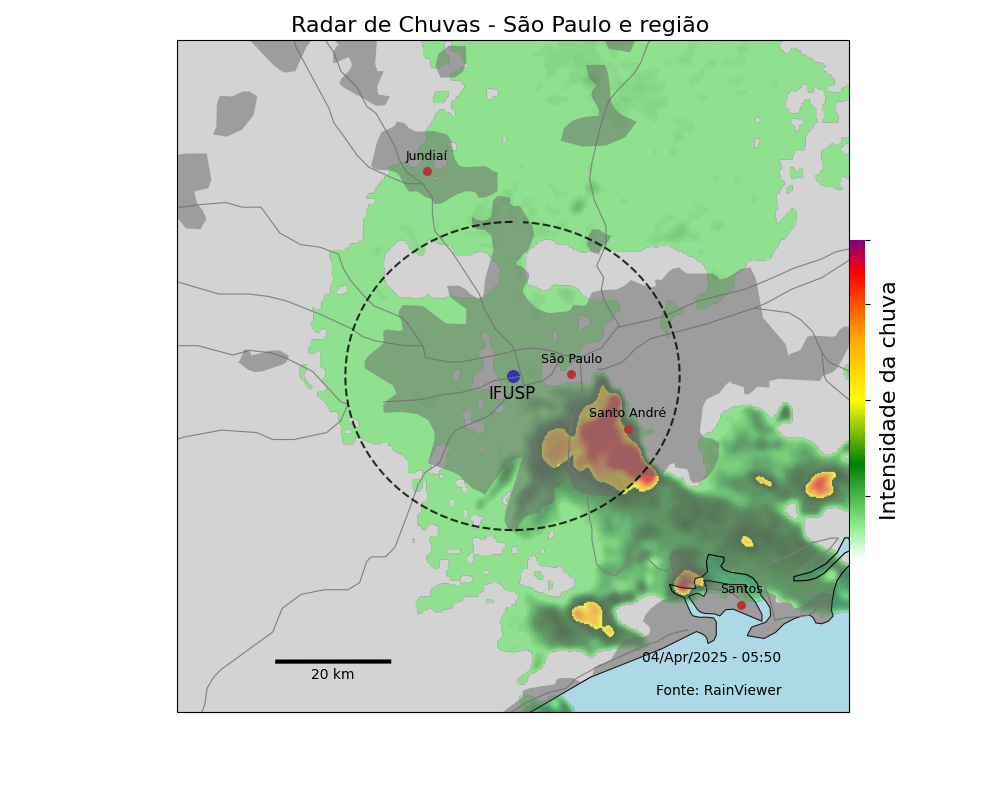 Radar de Chuvas - São Paulo e região
Jundiaí
São Paulo
IFUSP
Santo André
Intensidade da chuva
Santos
04/Apr/2025 - 05:50
20 km
Fonte: RainViewer